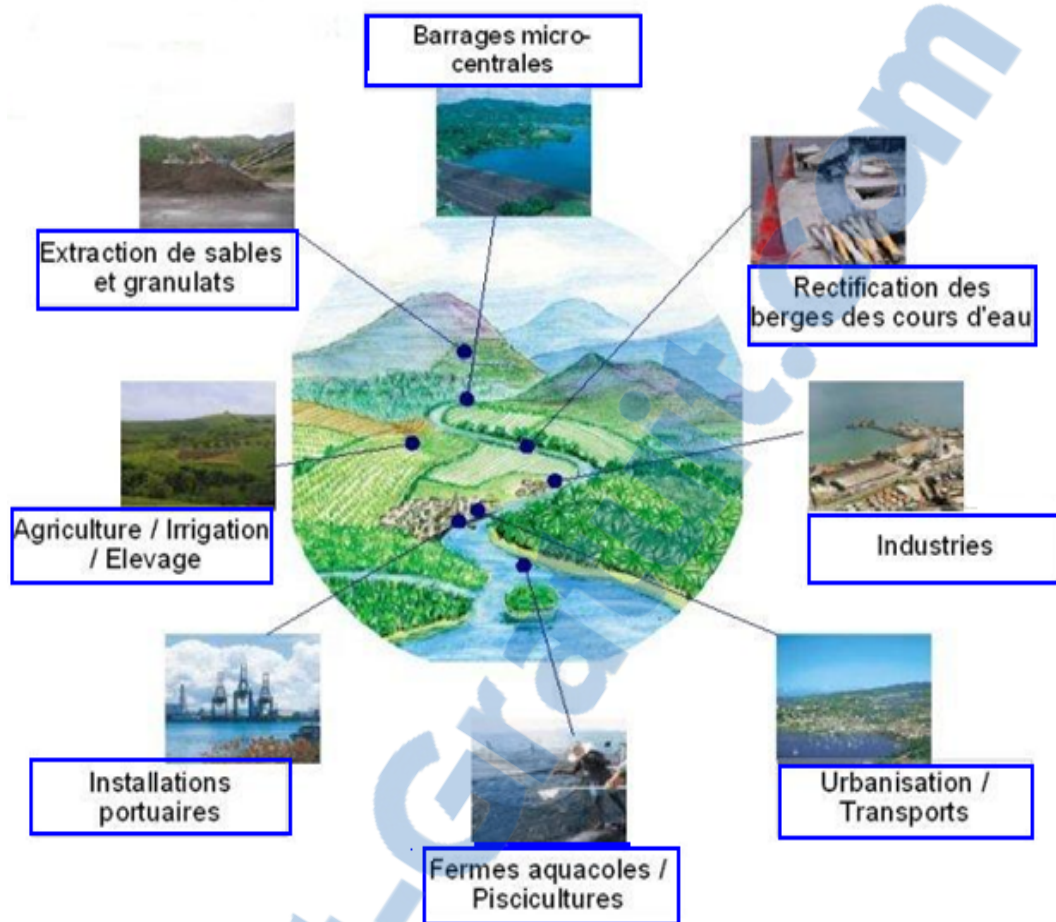 Barrages micro-
centrales
Extraction de sables
et granulats
Rectification des
berges des cours d'eau
Agriculture / Irrigation
/ Elevage
Industries
Installations
portuaires
Urbanisation /
Transports
Fermes aquacoles /
Piscicultures